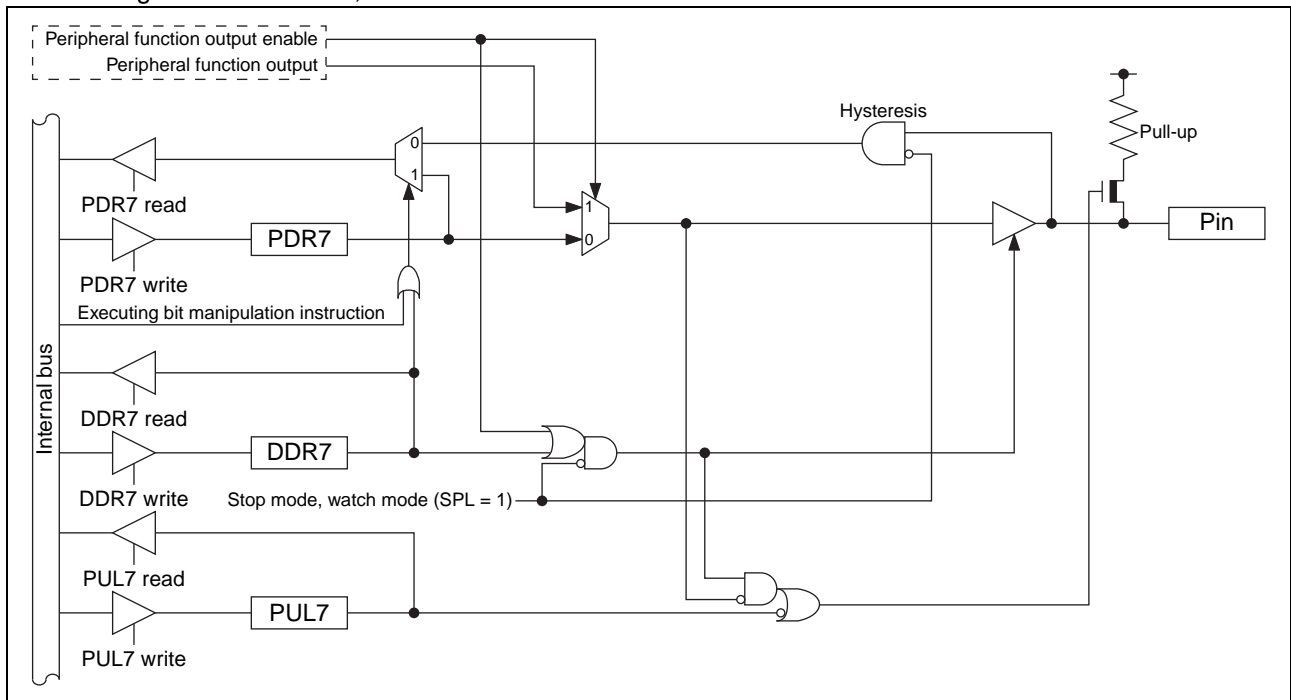 Peripheral function output enable
Peripheral function output
Hysteresis
Pull-up
0
1
PDR7 read
1
0
PDR7
Pin
PDR7 write
Executing bit manipulation instruction
Internal bus
DDR7 read
DDR7
Stop mode, watch mode (SPL = 1)
DDR7 write
PUL7 read
PUL7
PUL7 write